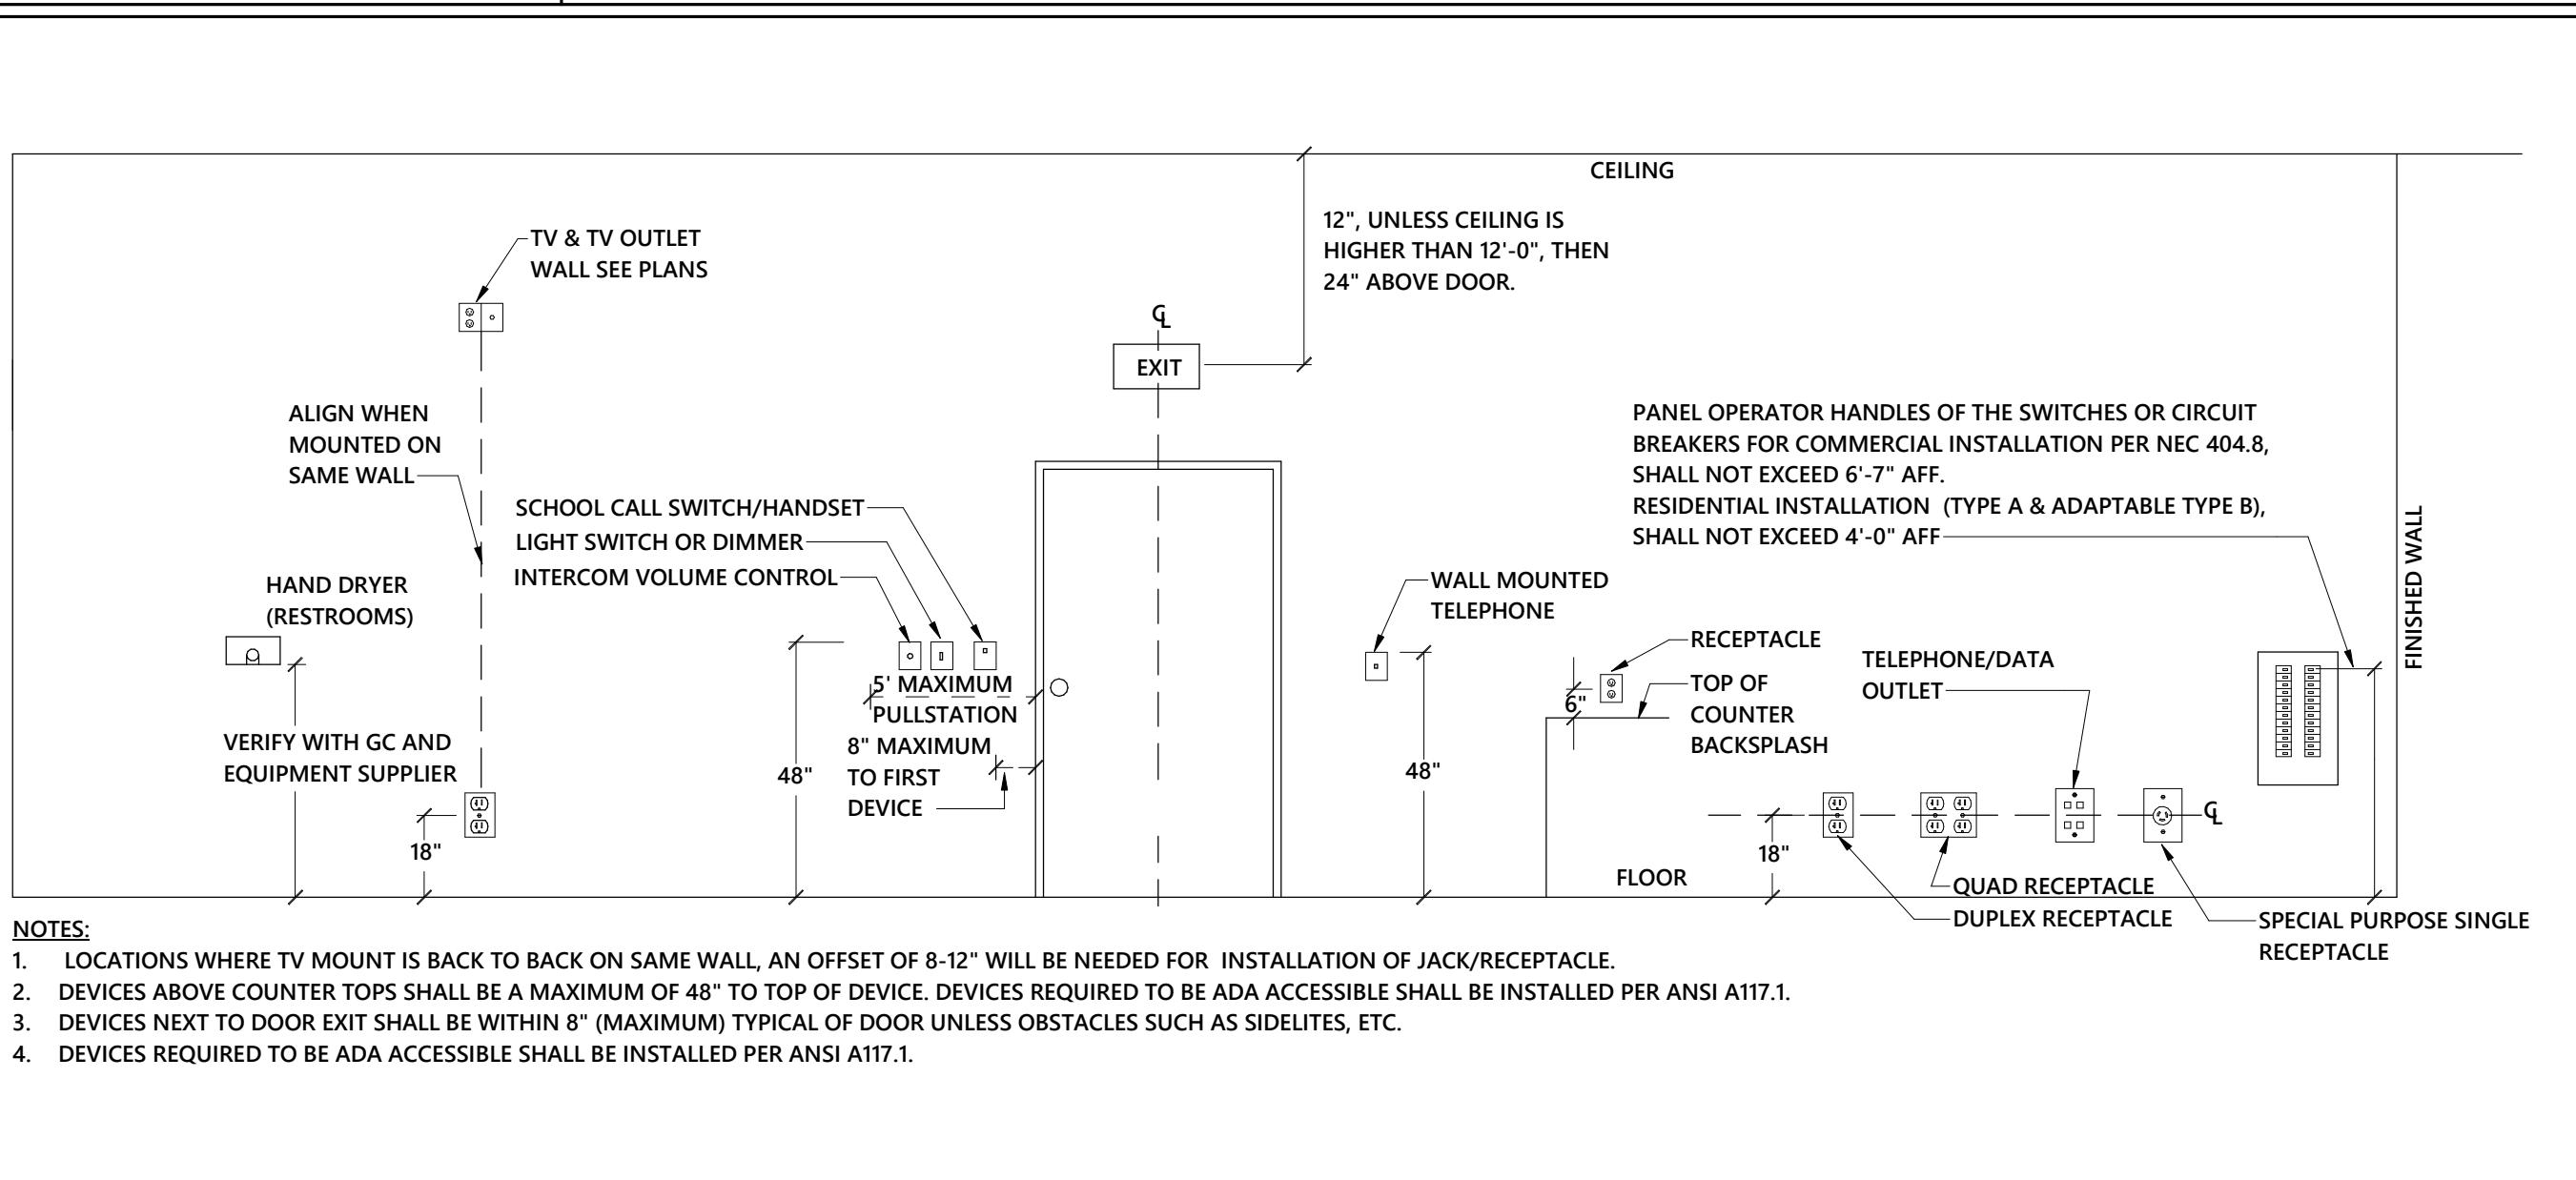 CEILING
12", UNLESS CEILING IS
HIGHER THAN 12'-0", THEN
24" ABOVE DOOR.
TV & TV OUTLET
WALL SEE PLANS
CL
EXIT
ALIGN WHEN
MOUNTED ON
SAME WALL
PANEL OPERATOR HANDLES OF THE SWITCHES OR CIRCUIT
BREAKERS FOR COMMERCIAL INSTALLATION PER NEC 404.8,
SHALL NOT EXCEED 6'-7" AFF.
RESIDENTIAL INSTALLATION (TYPE A & ADAPTABLE TYPE B),
SHALL NOT EXCEED 4'-0" AFF
SCHOOL CALL SWITCH/HANDSET
LIGHT SWITCH OR DIMMER
INTERCOM VOLUME CONTROL
FINISHED WALL
HAND DRYER
(RESTROOMS)
WALL MOUNTED
TELEPHONE
RECEPTACLE
TOP OF
COUNTER
BACKSPLASH
6"
TELEPHONE/DATA
OUTLET
5' MAXIMUM
PULLSTATION
8" MAXIMUM
TO FIRST
DEVICE
VERIFY WITH GC AND
EQUIPMENT SUPPLIER
48"
48"
18"
18"
CL
FLOOR
QUAD RECEPTACLE
DUPLEX RECEPTACLE
SPECIAL PURPOSE SINGLE
RECEPTACLE
NOTES:
1. LOCATIONS WHERE TV MOUNT IS BACK TO BACK ON SAME WALL, AN OFFSET OF 8-12" WILL BE NEEDED FOR INSTALLATION OF JACK/RECEPTACLE.
2. DEVICES ABOVE COUNTER TOPS SHALL BE A MAXIMUM OF 48" TO TOP OF DEVICE. DEVICES REQUIRED TO BE ADA ACCESSIBLE SHALL BE INSTALLED PER ANSI A117.1.
3. DEVICES NEXT TO DOOR EXIT SHALL BE WITHIN 8" (MAXIMUM) TYPICAL OF DOOR UNLESS OBSTACLES SUCH AS SIDELITES, ETC.
4. DEVICES REQUIRED TO BE ADA ACCESSIBLE SHALL BE INSTALLED PER ANSI A117.1.